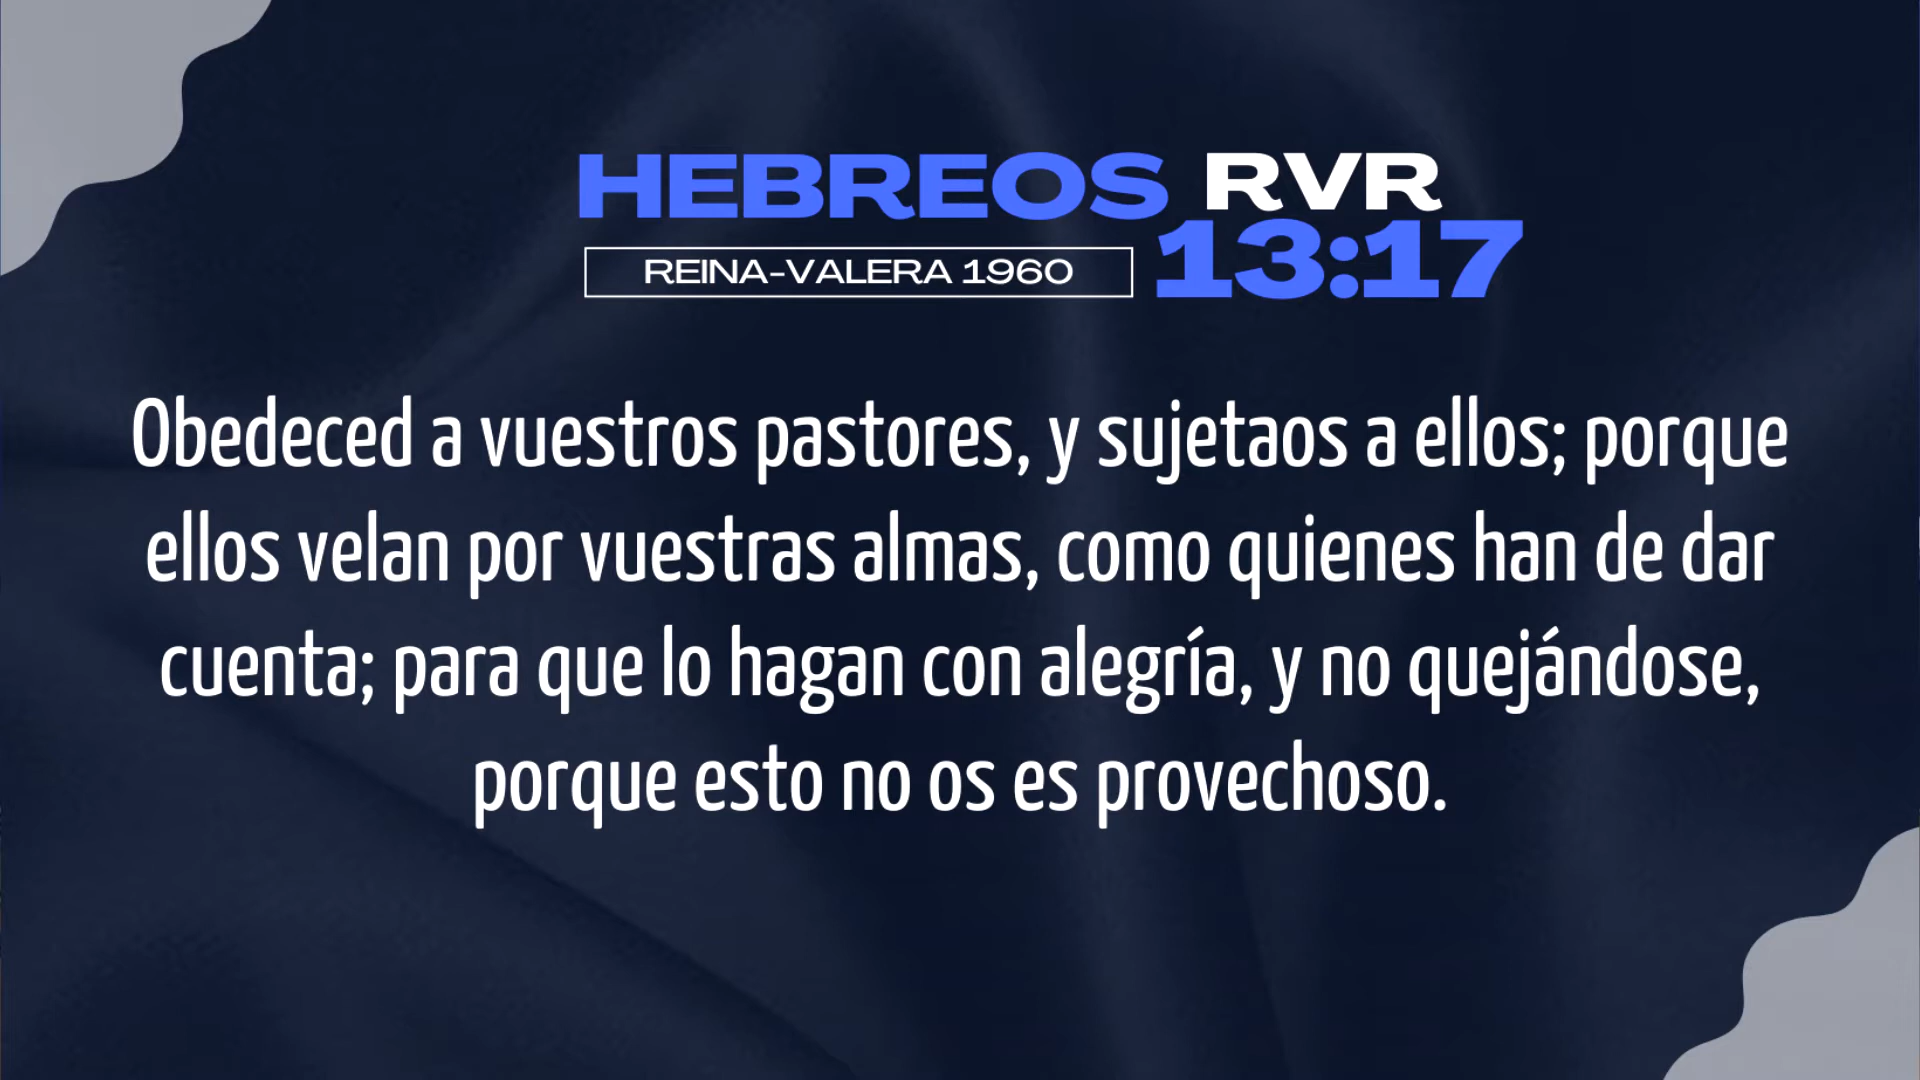 HEBREOS RVR
REINA-VALERA 1960 13:17
Obedeced a vuestros pastores, y sujetaos a ellos; porque
ellos velan por vuestras almas, como quienes han de dar
cuenta; para que lo hagan con alegría, y no quejándose,
porque esto no os es provechoso.